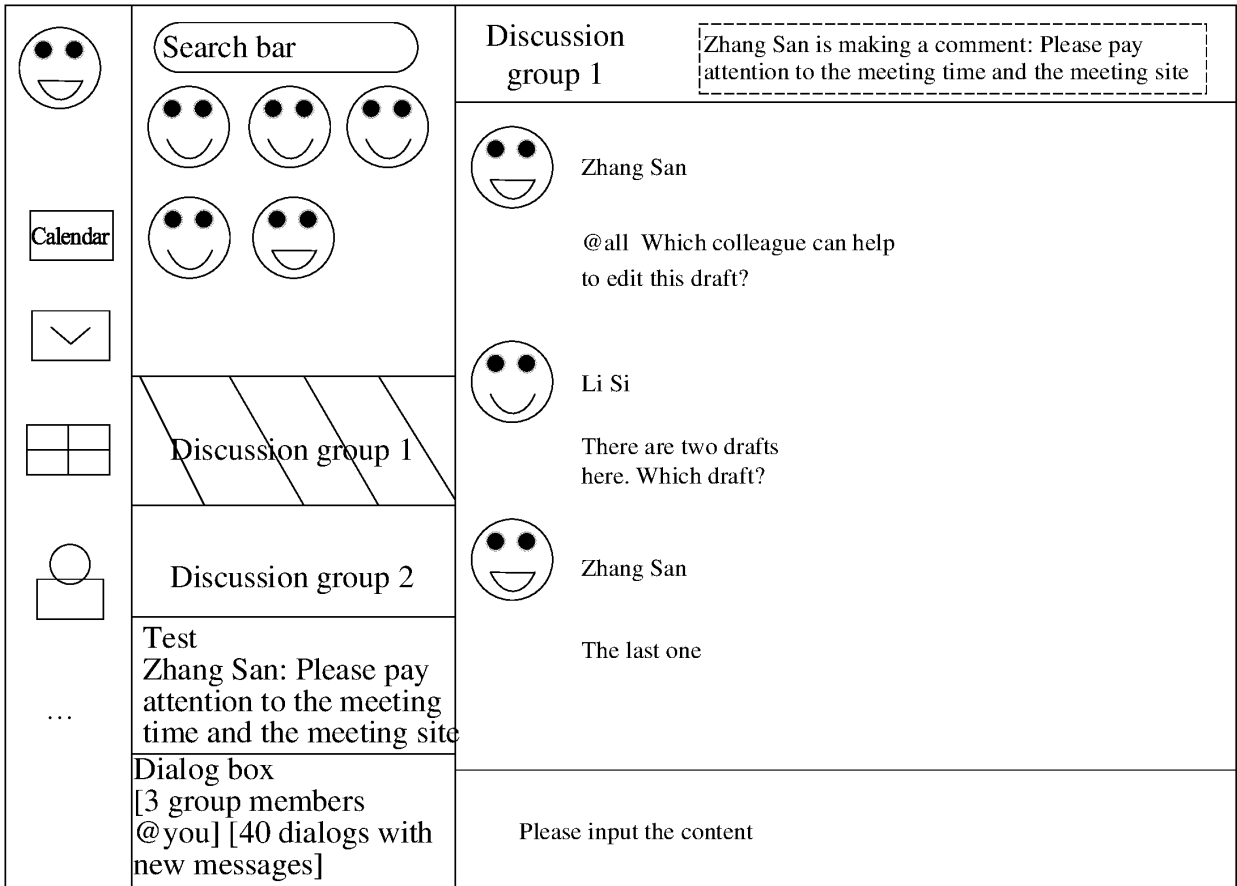 Calendar
...
Search bar
Discussion group 1
Discussion group 2
Test
Zhang San: Please pay
attention to the meeting
time and the meeting site
Dialog box
[3 group members
@you] [40 dialogs with
new messages]
Discussion
group 1
Zhang San is making a comment: Please pay
attention to the meeting time and the meeting site
Zhang San
@all Which colleague can help
to edit this draft?
Li Si
There are two drafts
here. Which draft?
Zhang San
The last one
Please input the content